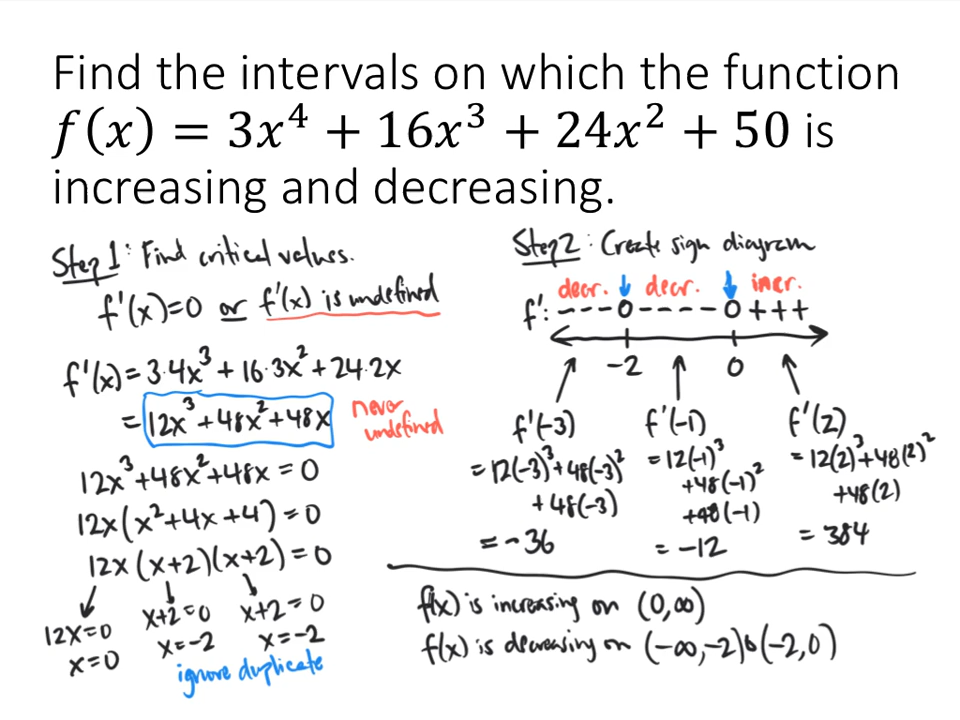 Find the intervals on which the function
f(x) = 3x⁴ + 16x³ + 24x² + 50 is
increasing and decreasing.
Step 1: Find critical values.
f'(x)=0 or f'(x) is undefined
f'(x) = 3·4x³ + 16·3x² + 24·2x
= 12x³+48x²+48x
never
undefined
12x³+48x²+48x = 0
12x(x²+4x+4) = 0
12x(x+2)(x+2) = 0
12x=0 x+2=0 x+2=0
x=0 x=-2 x=-2
ignore duplicate
Step 2: Create sign diagram
decr. ↓ decr. ↓ incr.
f': ---0----0+++
-2 0
f'(-3)
=12(-3)³+48(-3)²
+48(-3)
=-36
f'(-1)
=12(-1)³
+48(-1)²
+48(-1)
=-12
f'(2)
=12(2)³+48(2)²
+48(2)
= 384
f(x) is increasing on (0,∞)
f(x) is decreasing on (-∞,-2)∪(-2,0)